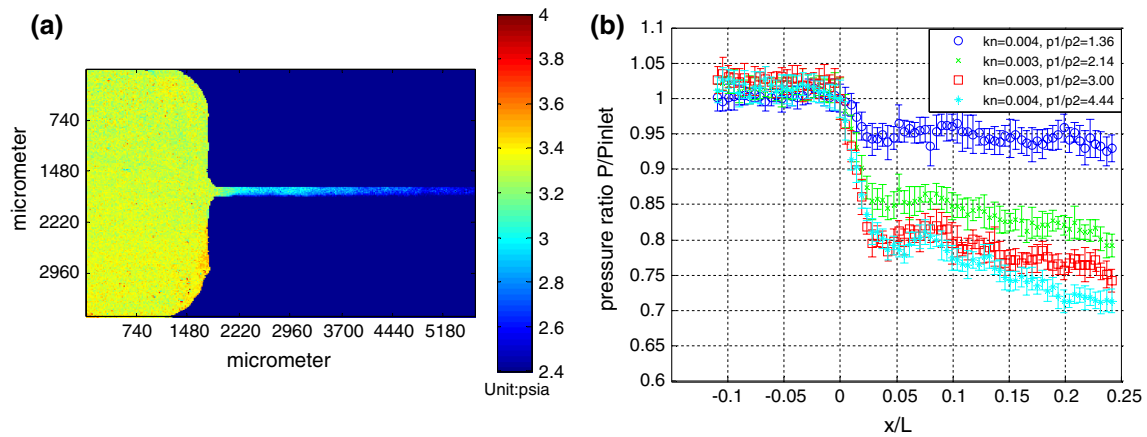 (a)
4
3.8
3.6
3.4
3.2
3
2.8
2.6
2.4
Unit:psia
740
1480
2220
2960
micrometer
740 1480 2220 2960 3700 4440 5180
micrometer
(b)
1.1
1.05
1
0.95
0.9
0.85
0.8
0.75
0.7
0.65
0.6
pressure ratio P/Pinlet
kn=0.004, p1/p2=1.36
kn=0.003, p1/p2=2.14
kn=0.003, p1/p2=3.00
kn=0.004, p1/p2=4.44
-0.1 -0.05 0 0.05 0.1 0.15 0.2 0.25
x/L